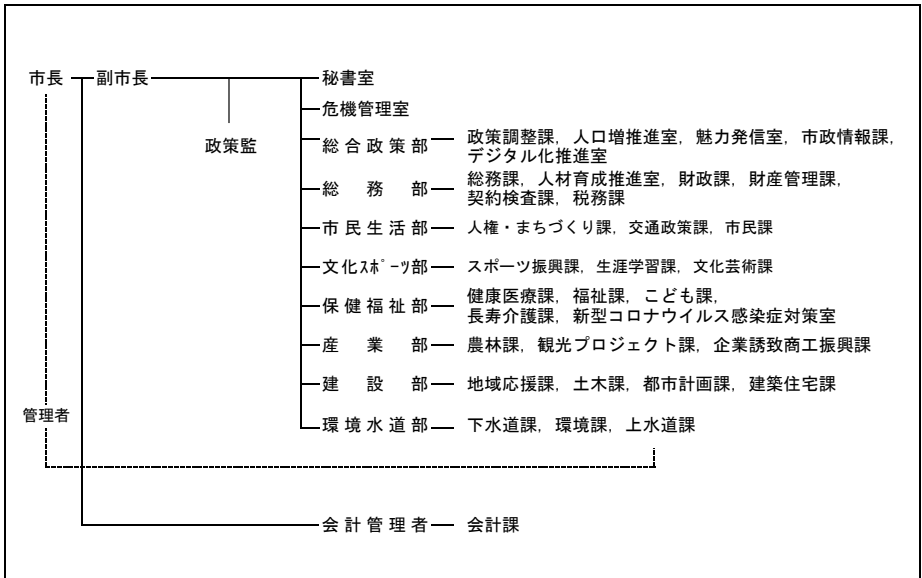 市長 副市長 秘書室
危機管理室
政策監
総合政策部 政策調整課，人口増推進室，魅力発信室，市政情報課，
デジタル化推進室
総務部 総務課，人材育成推進室，財政課，財産管理課，
契約検査課，税務課
市民生活部 人権・まちづくり課，交通政策課，市民課
文化ｽﾎﾟｰﾂ部 スポーツ振興課，生涯学習課，文化芸術課
保健福祉部 健康医療課，福祉課，こども課，
長寿介護課，新型コロナウイルス感染症対策室
産業部 農林課，観光プロジェクト課，企業誘致商工振興課
建設部 地域応援課，土木課，都市計画課，建築住宅課
管理者
環境水道部 下水道課，環境課，上水道課
会計管理者 会計課